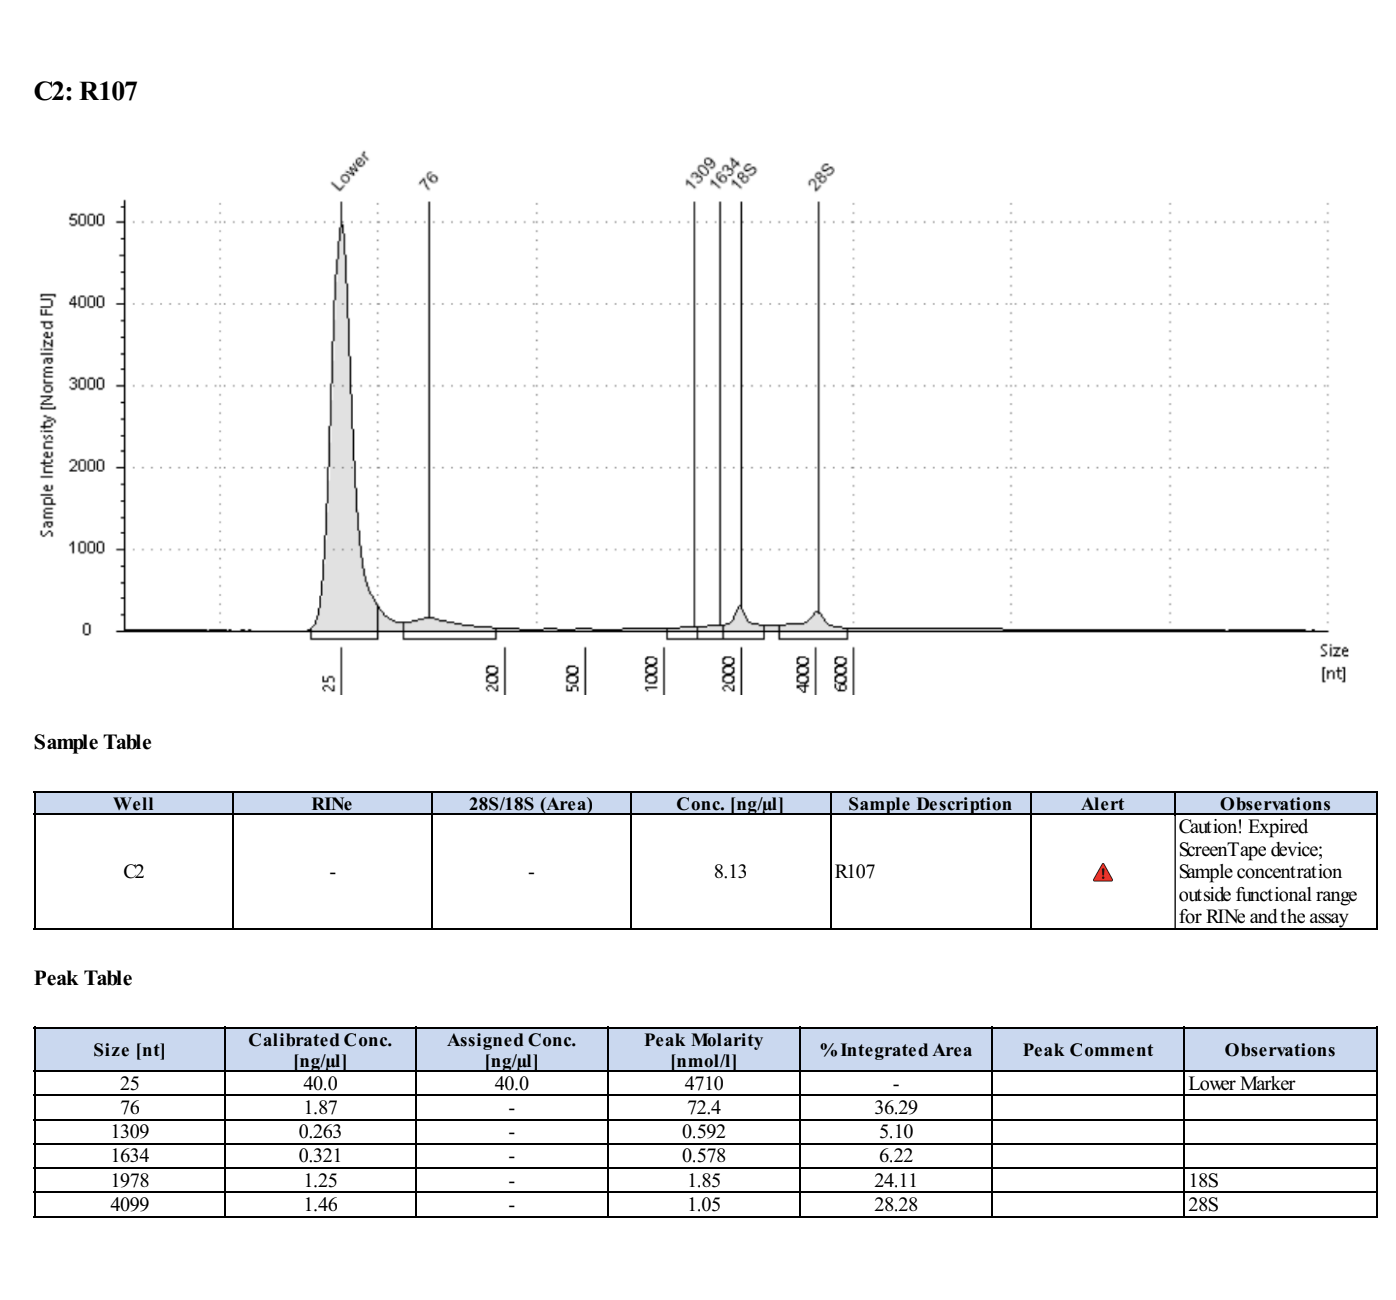 C2: R107
Lower 76 1309 1634 18S 28S
Sample Intensity [Normalized FU]
5000
4000
3000
2000
1000
0
25 200 500 1000 2000 4000 6000
Size
[nt]
Sample Table
Well RINe 28S/18S (Area) Conc. [ng/µl] Sample Description Alert Observations
C2 - - 8.13 R107 Caution! Expired
ScreenTape device;
Sample concentration
outside functional range
for RINe and the assay
Peak Table
Size [nt] Calibrated Conc. [ng/µl] Assigned Conc. [ng/µl] Peak Molarity [nmol/l] % Integrated Area Peak Comment Observations
25 40.0 40.0 4710 - Lower Marker
76 1.87 - 72.4 36.29
1309 0.263 - 0.592 5.10
1634 0.321 - 0.578 6.22
1978 1.25 - 1.85 24.11 18S
4099 1.46 - 1.05 28.28 28S